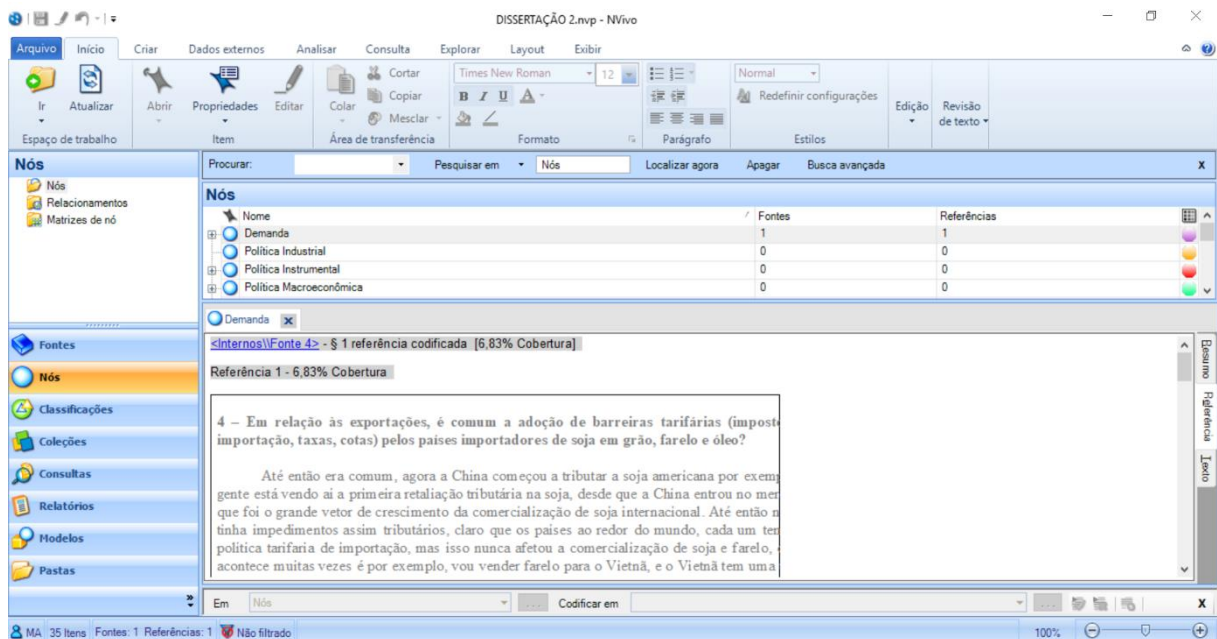 DISSERTAÇÃO 2.nvp - NVivo
Arquivo Início Criar Dados externos Analisar Consulta Explorar Layout Exibir
Ir Atualizar Abrir Propriedades Editar Colar Cortar Copiar Mesclar Times New Roman 12 B I U A Normal Redefinir configurações Edição Revisão de texto
Espaço de trabalho Item Área de transferência Formato Parágrafo Estilos
Nós
Nós
Relacionamentos
Matrizes de nó
Procurar: Pesquisar em Nós Localizar agora Apagar Busca avançada X
Nós
Nome Fontes Referências
Demanda 1 1
Política Industrial 0 0
Política Instrumental 0 0
Política Macroeconômica 0 0
Fontes
Nós
Classificações
Coleções
Consultas
Relatórios
Modelos
Pastas
Demanda x
<Internos\\Fonte 4> - § 1 referência codificada [6,83% Cobertura]
Referência 1 - 6,83% Cobertura
4 – Em relação às exportações, é comum a adoção de barreiras tarifárias (impost
importação, taxas, cotas) pelos países importadores de soja em grão, farelo e óleo?
Até então era comum, agora a China começou a tributar a soja americana por exem
gente está vendo ai a primeira retaliação tributária na soja, desde que a China entrou no mer
que foi o grande vetor de crescimento da comercialização de soja internacional. Até então n
tinha impedimentos assim tributários, claro que os países ao redor do mundo, cada um ten
política tarifaria de importação, mas isso nunca afetou a comercialização de soja e farelo,
acontece muitas vezes é por exemplo, vou vender farelo para o Vietnã, e o Vietnã tem uma
Resumo
Referência
Texto
Em Nós ... Codificar em ... X
MA 35 Itens Fontes: 1 Referências: 1 Não filtrado 100%